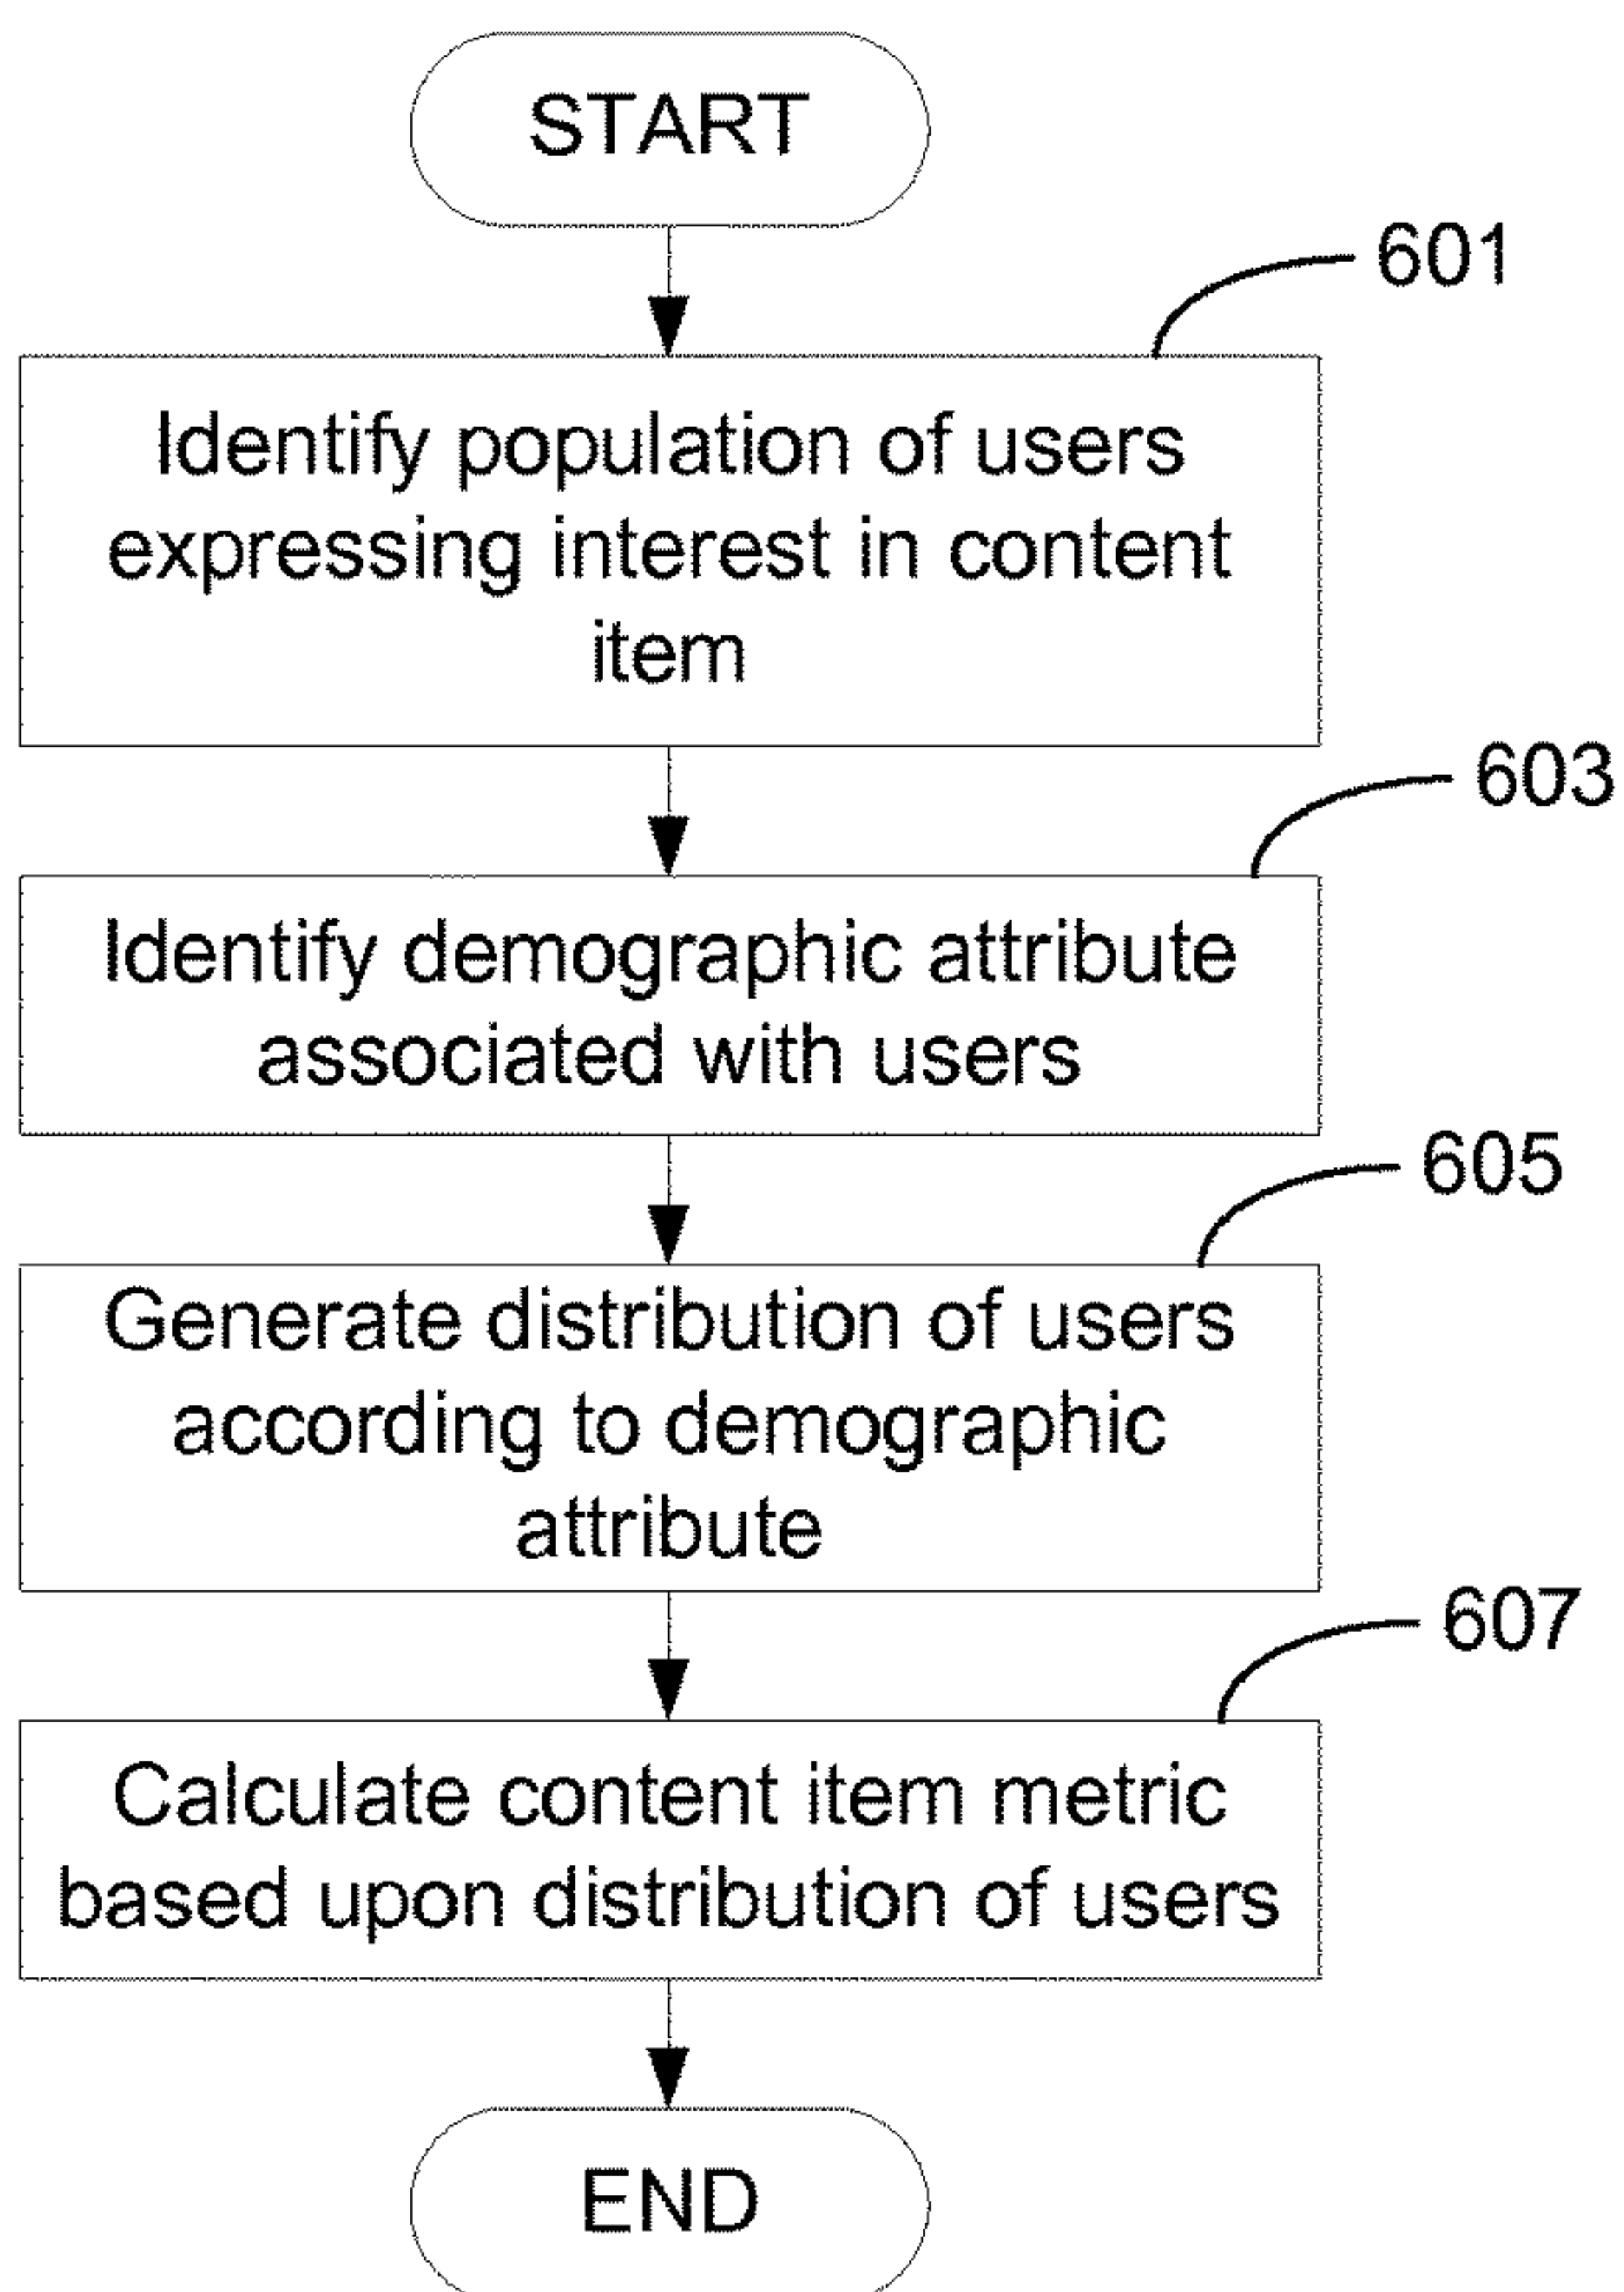 START
601
Identify population of users
expressing interest in content
item
603
Identify demographic attribute
associated with users
605
Generate distribution of users
according to demographic
attribute
607
Calculate content item metric
based upon distribution of users
END